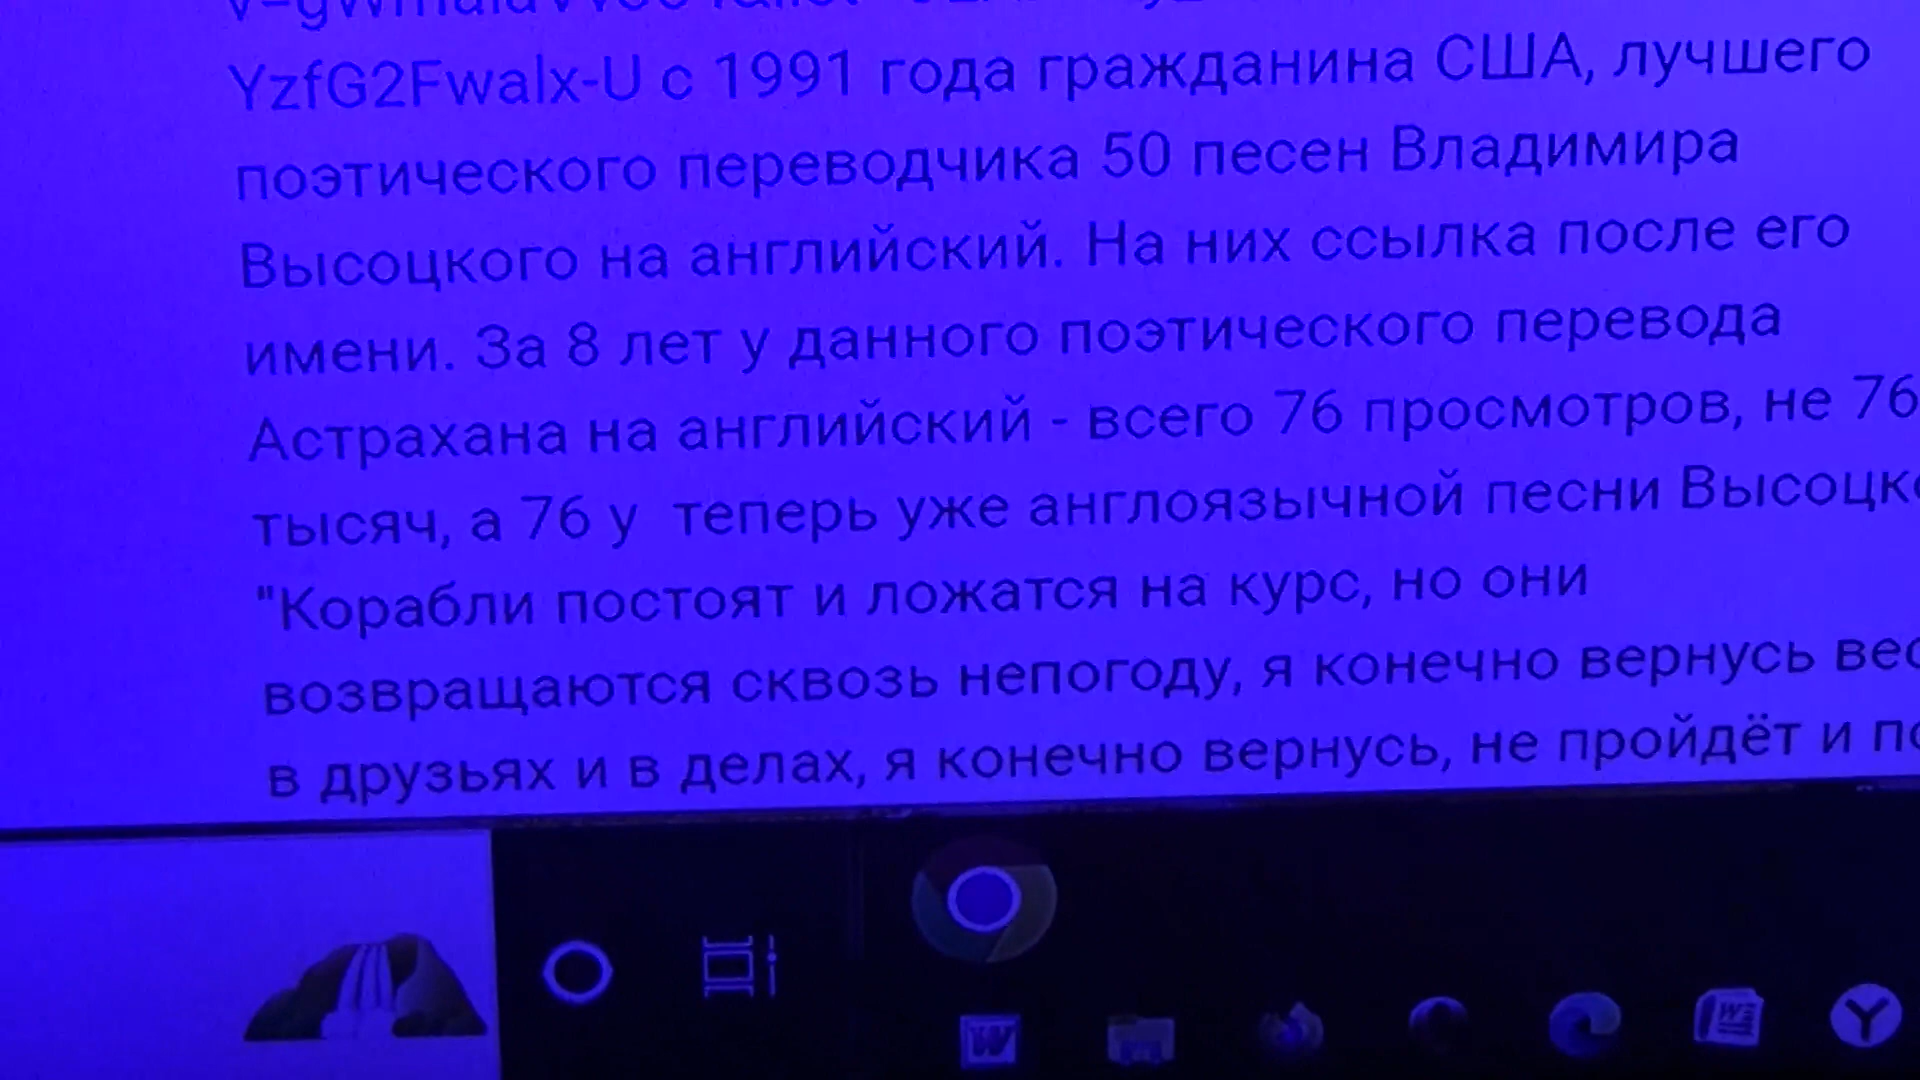 YzfG2Fwalx-U с 1991 года гражданина США, лучшего
поэтического переводчика 50 песен Владимира
Высоцкого на английский. На них ссылка после его
имени. За 8 лет у данного поэтического перевода
Астрахана на английский - всего 76 просмотров, не 76
тысяч, а 76 у теперь уже англоязычной песни
"Корабли постоят и ложатся на курс, но они
возвращаются сквозь непогоду, я конечно вернусь
в друзьях и в делах, я конечно вернусь, не пройдёт и